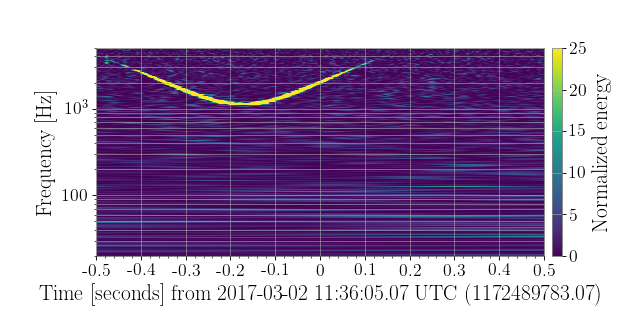 Frequency [Hz]
10³
100
-0.5 -0.4 -0.3 -0.2 -0.1 0 0.1 0.2 0.3 0.4 0.5
Time [seconds] from 2017-03-02 11:36:05.07 UTC (1172489783.07)
25
20
15
10
5
0
Normalized energy